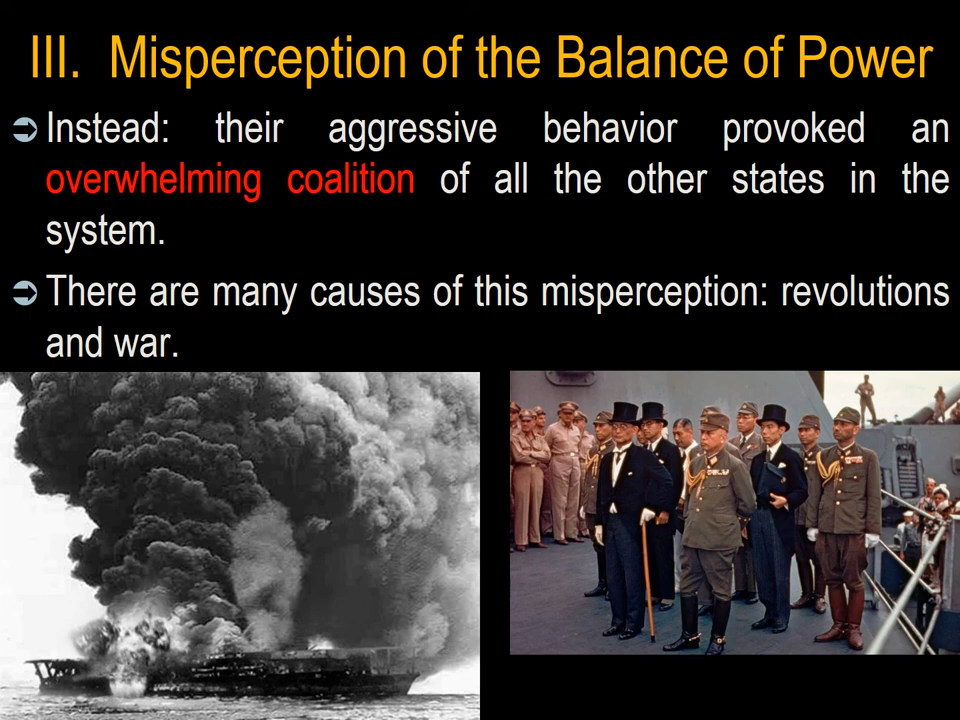 III. Misperception of the Balance of Power
Instead: their aggressive behavior provoked an
overwhelming coalition of all the other states in the
system.
There are many causes of this misperception: revolutions
and war.